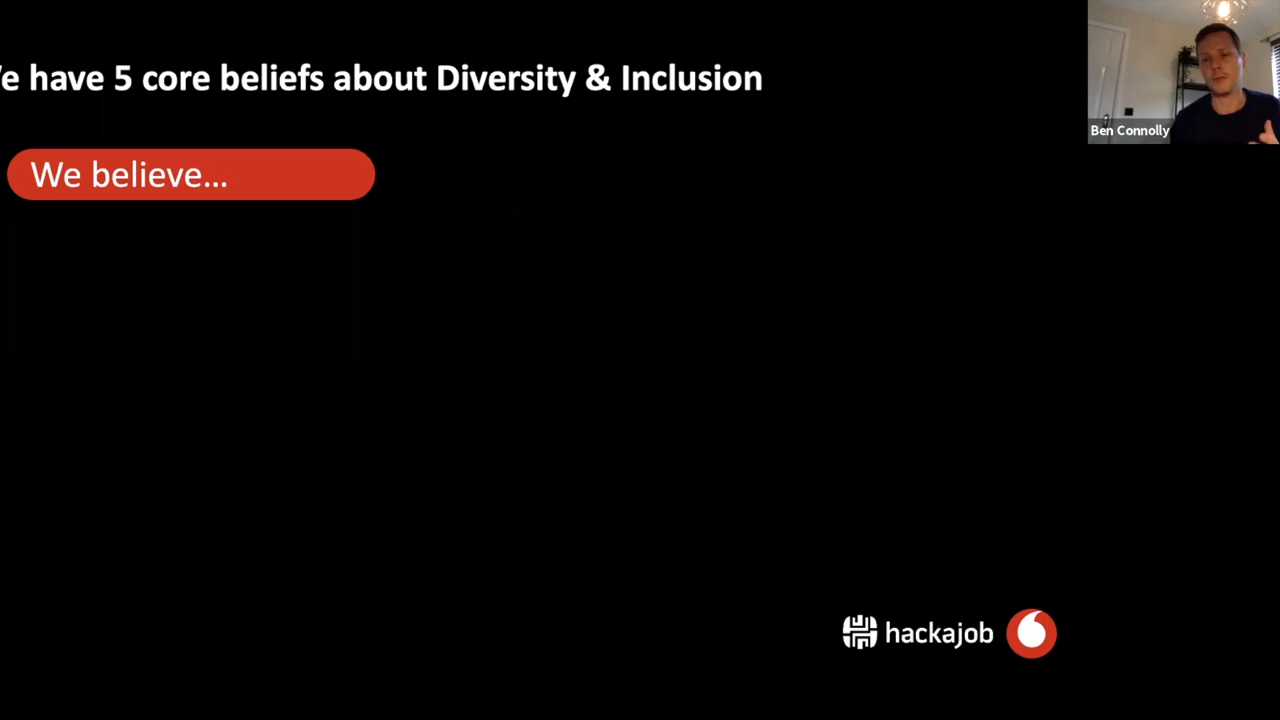 e have 5 core beliefs about Diversity & Inclusion
Ben Connolly
We believe...
hackajob